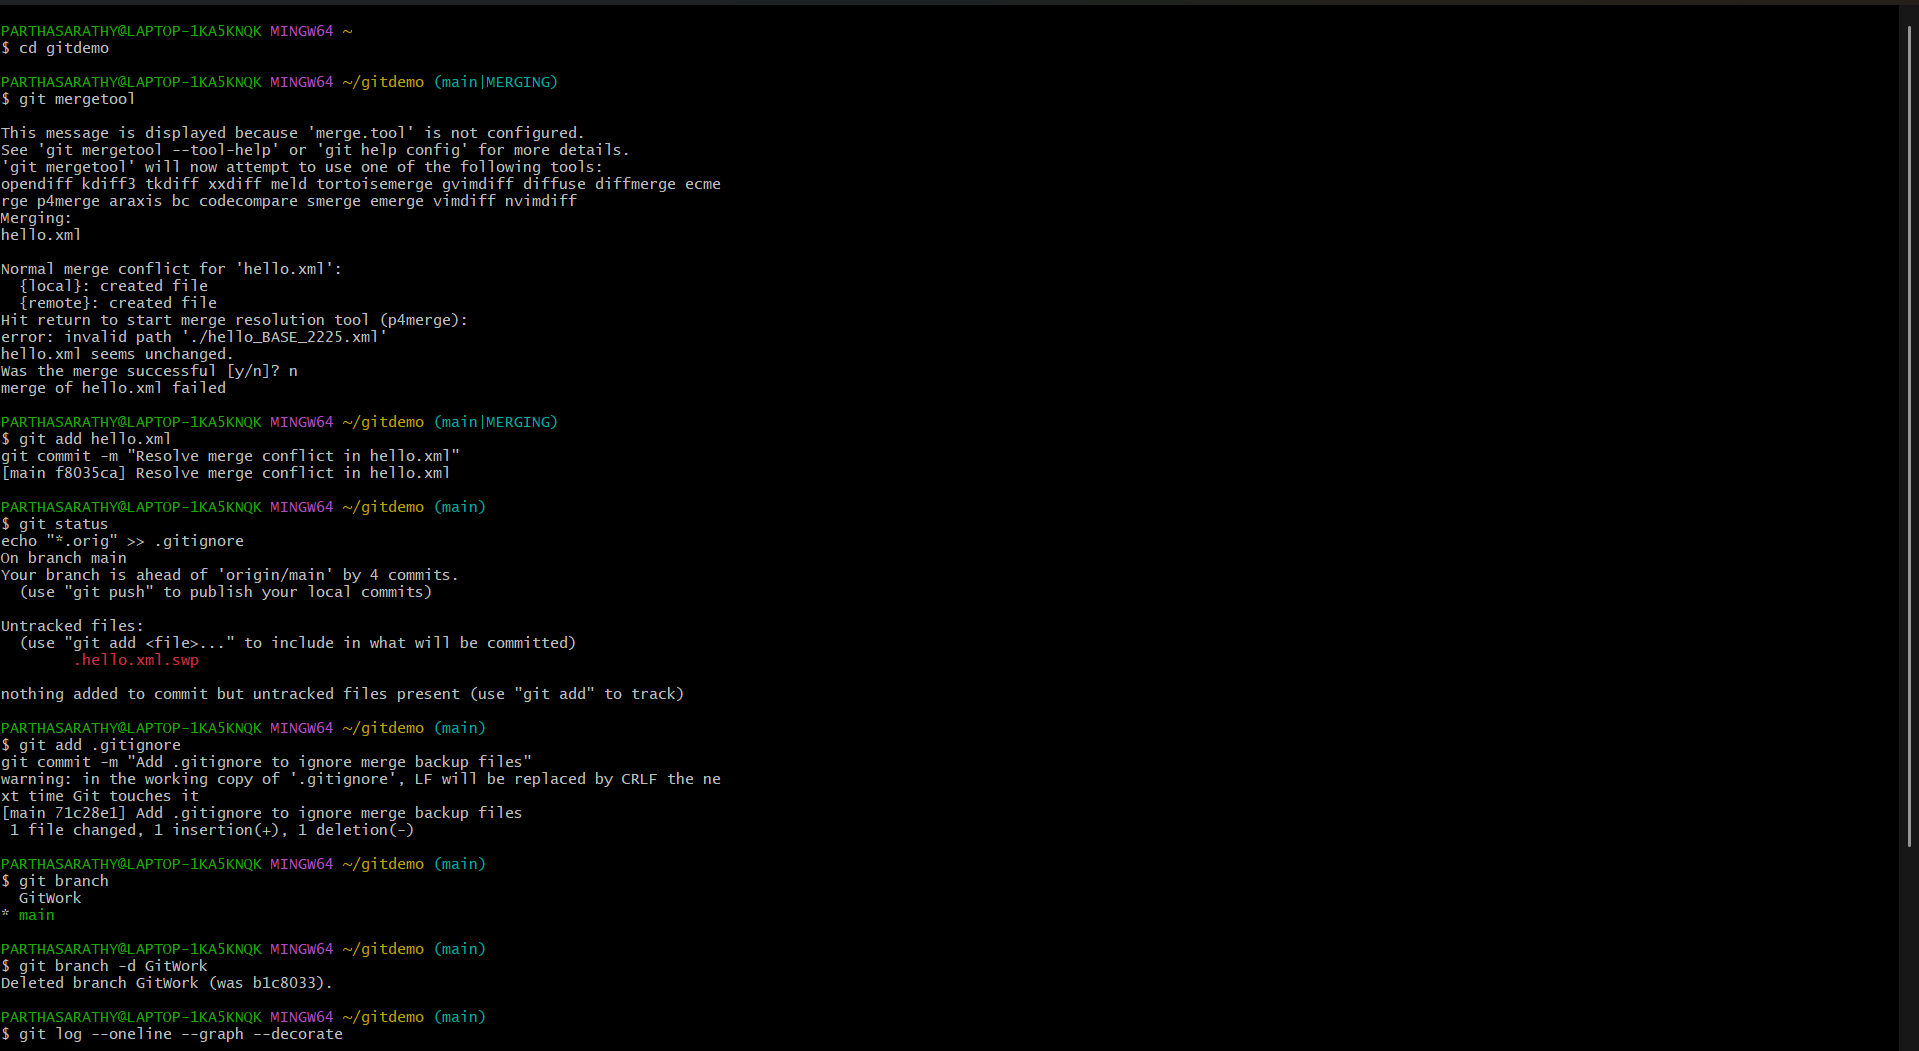 PARTHASARATHY@LAPTOP-1KA5KNQK MINGW64 ~
$ cd gitdemo
PARTHASARATHY@LAPTOP-1KA5KNQK MINGW64 ~/gitdemo (main|MERGING)
$ git mergetool
This message is displayed because 'merge.tool' is not configured.
See 'git mergetool --tool-help' or 'git help config' for more details.
'git mergetool' will now attempt to use one of the following tools:
opendiff kdiff3 tkdiff xxdiff meld tortoisemerge gvimdiff diffuse diffmerge ecme
rge p4merge araxis bc codecompare smerge emerge vimdiff nvimdiff
Merging:
hello.xml
Normal merge conflict for 'hello.xml':
  {local}: created file
  {remote}: created file
Hit return to start merge resolution tool (p4merge):
error: invalid path './hello_BASE_2225.xml'
hello.xml seems unchanged.
Was the merge successful [y/n]? n
merge of hello.xml failed
PARTHASARATHY@LAPTOP-1KA5KNQK MINGW64 ~/gitdemo (main|MERGING)
$ git add hello.xml
git commit -m "Resolve merge conflict in hello.xml"
[main f8035ca] Resolve merge conflict in hello.xml
PARTHASARATHY@LAPTOP-1KA5KNQK MINGW64 ~/gitdemo (main)
$ git status
echo "*.orig" >> .gitignore
On branch main
Your branch is ahead of 'origin/main' by 4 commits.
  (use "git push" to publish your local commits)
Untracked files:
  (use "git add <file>..." to include in what will be committed)
        .hello.xml.swp
nothing added to commit but untracked files present (use "git add" to track)
PARTHASARATHY@LAPTOP-1KA5KNQK MINGW64 ~/gitdemo (main)
$ git add .gitignore
git commit -m "Add .gitignore to ignore merge backup files"
warning: in the working copy of '.gitignore', LF will be replaced by CRLF the ne
xt time Git touches it
[main 71c28e1] Add .gitignore to ignore merge backup files
 1 file changed, 1 insertion(+), 1 deletion(-)
PARTHASARATHY@LAPTOP-1KA5KNQK MINGW64 ~/gitdemo (main)
$ git branch
  GitWork
* main
PARTHASARATHY@LAPTOP-1KA5KNQK MINGW64 ~/gitdemo (main)
$ git branch -d GitWork
Deleted branch GitWork (was b1c8033).
PARTHASARATHY@LAPTOP-1KA5KNQK MINGW64 ~/gitdemo (main)
$ git log --oneline --graph --decorate